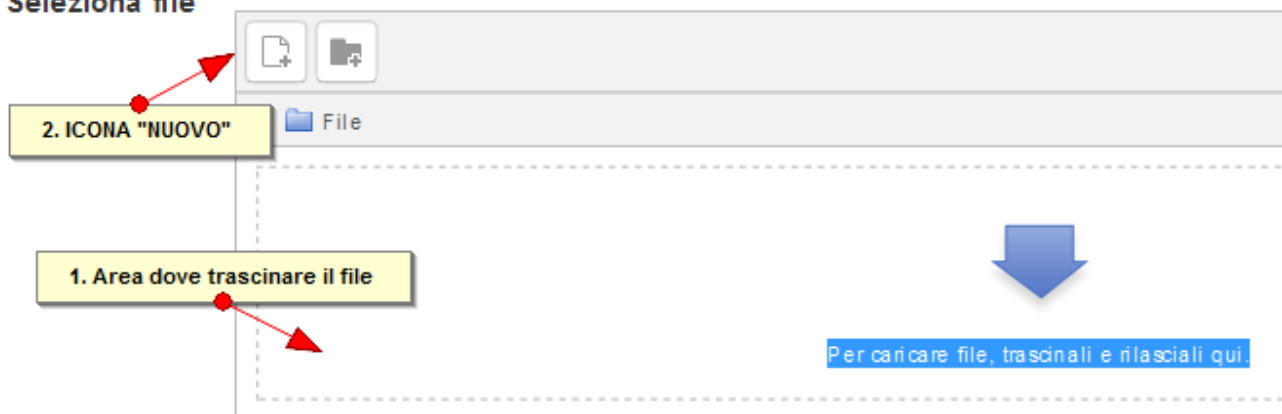 Seleziona file
2. ICONA "NUOVO"
File
1. Area dove trascinare il file
Per caricare file, trascinali e rilasciali qui.